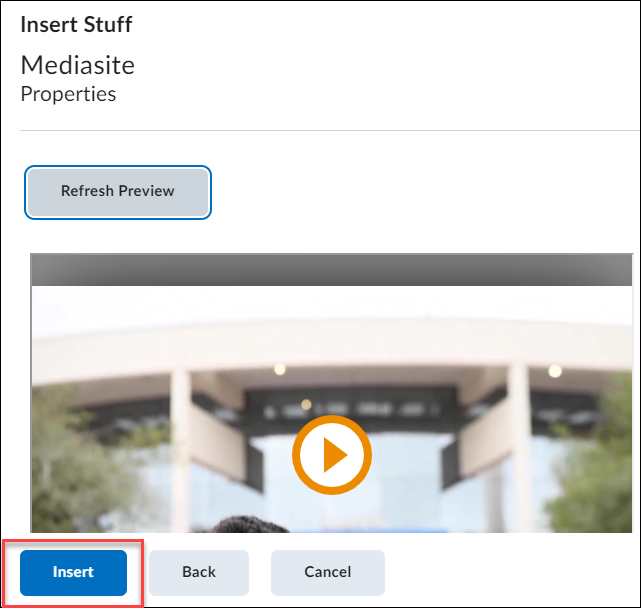 Insert Stuff
Mediasite
Properties
Refresh Preview
Insert
Back
Cancel